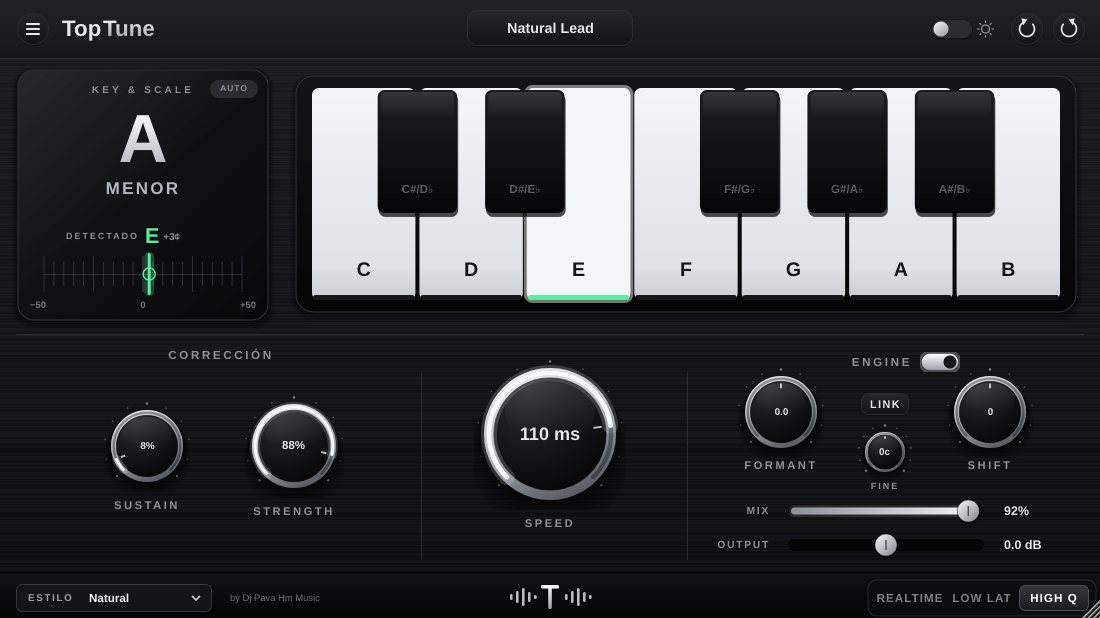 TopTune
Natural Lead
KEY & SCALE
AUTO
A
MENOR
DETECTADO E +3¢
−50 0 +50
C#/D♭ D#/E♭ F#/G♭ G#/A♭ A#/B♭
C D E F G A B
CORRECCIÓN
ENGINE
8%
88%
110 ms
0.0
LINK
0
0c
FORMANT
SHIFT
FINE
SUSTAIN
STRENGTH
SPEED
MIX 92%
OUTPUT 0.0 dB
ESTILO Natural
by Dj Pava Hm Music
T
REALTIME LOW LAT HIGH Q